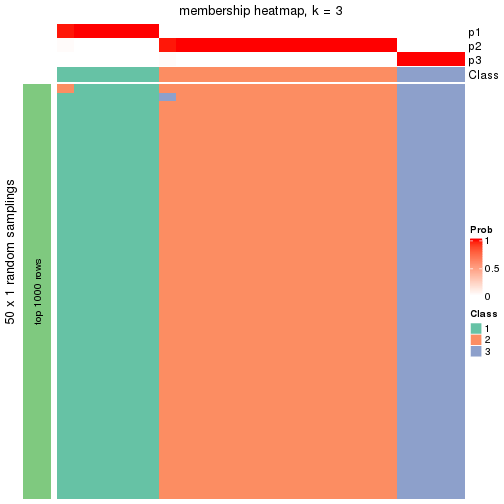 membership heatmap, k = 3
p1
p2
p3
Class
50 x 1 random samplings
top 1000 rows
Prob
1
0.5
0
Class
1
2
3